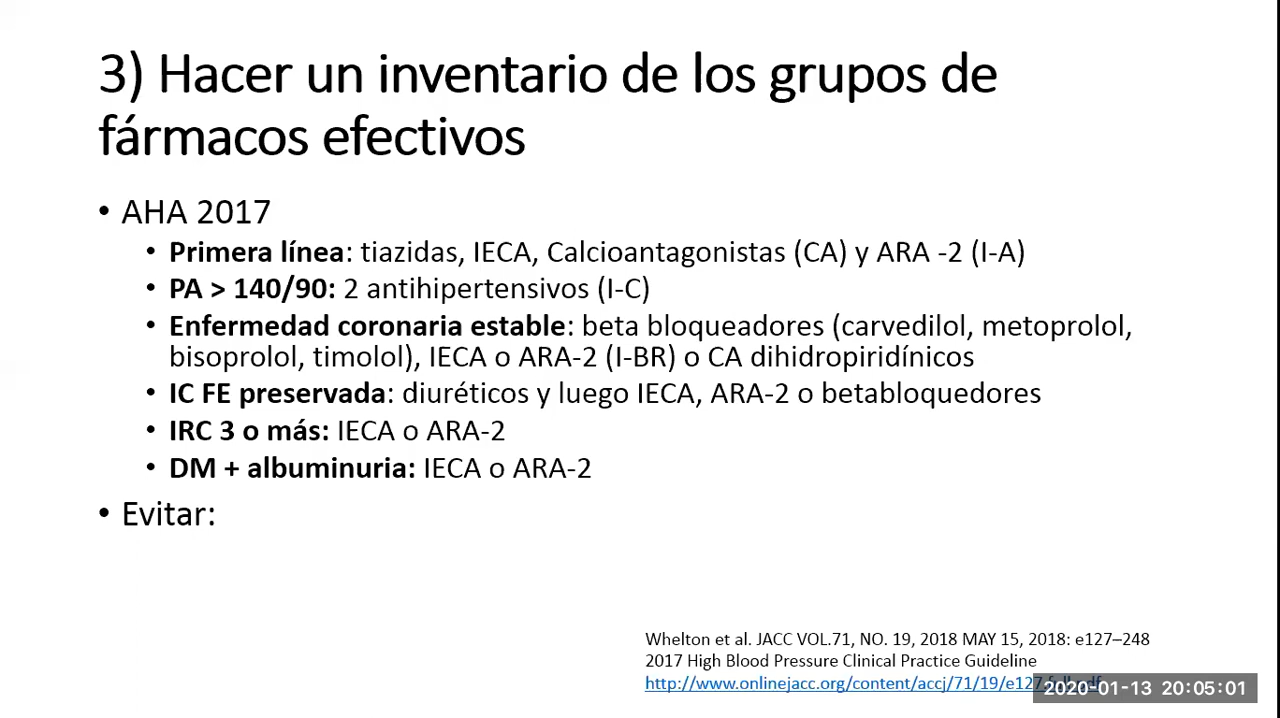 3) Hacer un inventario de los grupos de
fármacos efectivos
• AHA 2017
• Primera línea: tiazidas, IECA, Calcioantagonistas (CA) y ARA -2 (I-A)
• PA > 140/90: 2 antihipertensivos (I-C)
• Enfermedad coronaria estable: beta bloqueadores (carvedilol, metoprolol,
bisoprolol, timolol), IECA o ARA-2 (I-BR) o CA dihidropiridínicos
• IC FE preservada: diuréticos y luego IECA, ARA-2 o betabloquedores
• IRC 3 o más: IECA o ARA-2
• DM + albuminuria: IECA o ARA-2
• Evitar:
Whelton et al. JACC VOL.71, NO. 19, 2018 MAY 15, 2018: e127–248
2017 High Blood Pressure Clinical Practice Guideline
http://www.onlinejacc.org/content/accj/71/19/e127
2020-01-13 20:05:01